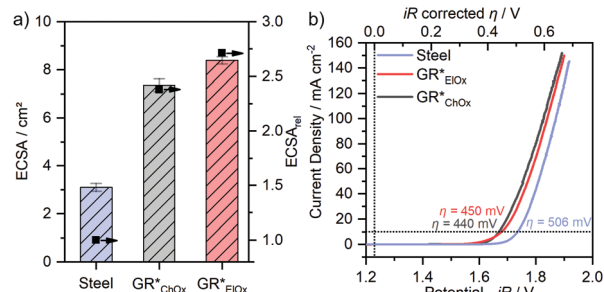 a)
ECSA / cm²
10
8
6
4
2
0
3.0
2.5
2.0
1.5
1.0
ECSA_rel
Steel
GR*_ChOx
GR*_ElOx
b)
iR corrected η / V
0.0
0.2
0.4
0.6
Current Density / mA cm⁻²
160
140
120
100
80
60
40
20
10
0
Steel
GR*_ElOx
GR*_ChOx
η = 450 mV
η = 440 mV
η = 506 mV
1.2
1.4
1.6
1.8
2.0